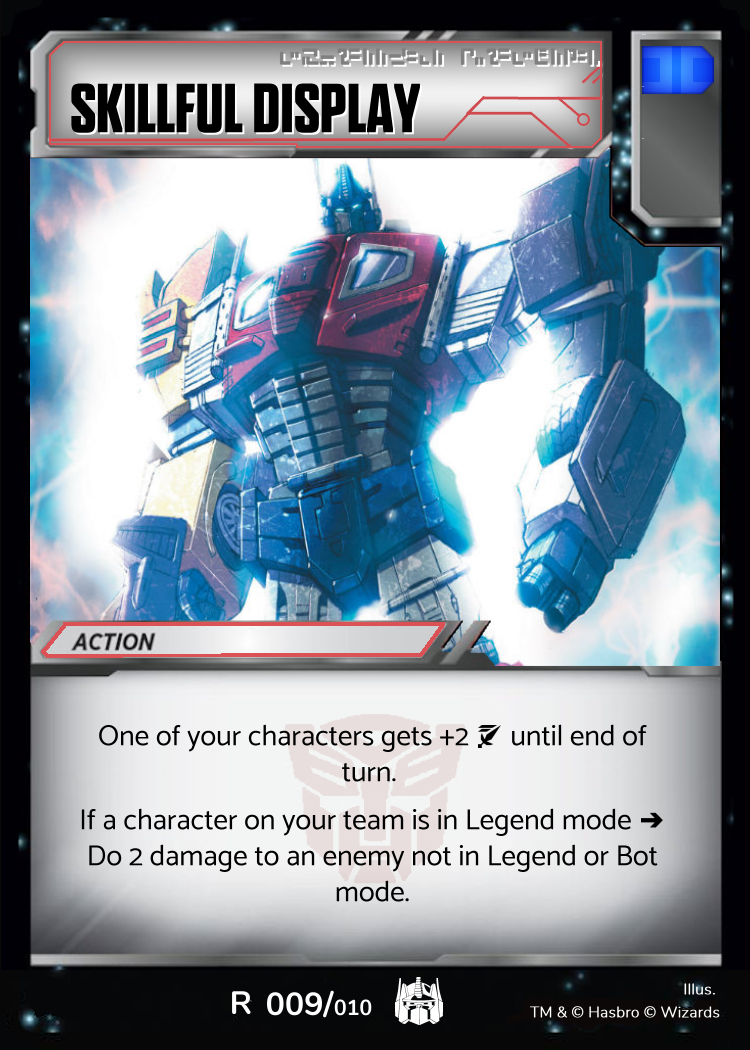 SKILLFUL DISPLAY
ACTION
One of your characters gets +2 until end of
turn.
If a character on your team is in Legend mode ➔
Do 2 damage to an enemy not in Legend or Bot
mode.
R 009/010
Illus.
TM & © Hasbro © Wizards